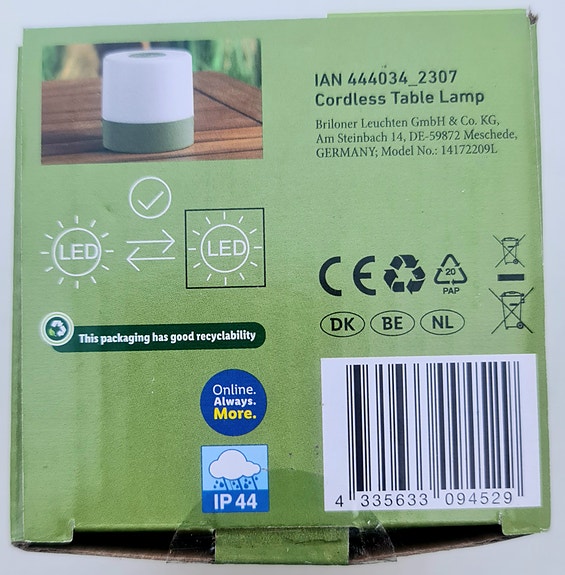 IAN 444034_2307
Cordless Table Lamp
Briloner Leuchten GmbH & Co. KG,
Am Steinbach 14, DE-59872 Meschede,
GERMANY; Model No.: 14172209L
LED
LED
CE
20
PAP
DK BE NL
This packaging has good recyclability
Online.
Always.
More.
IP 44
4 335633 094529